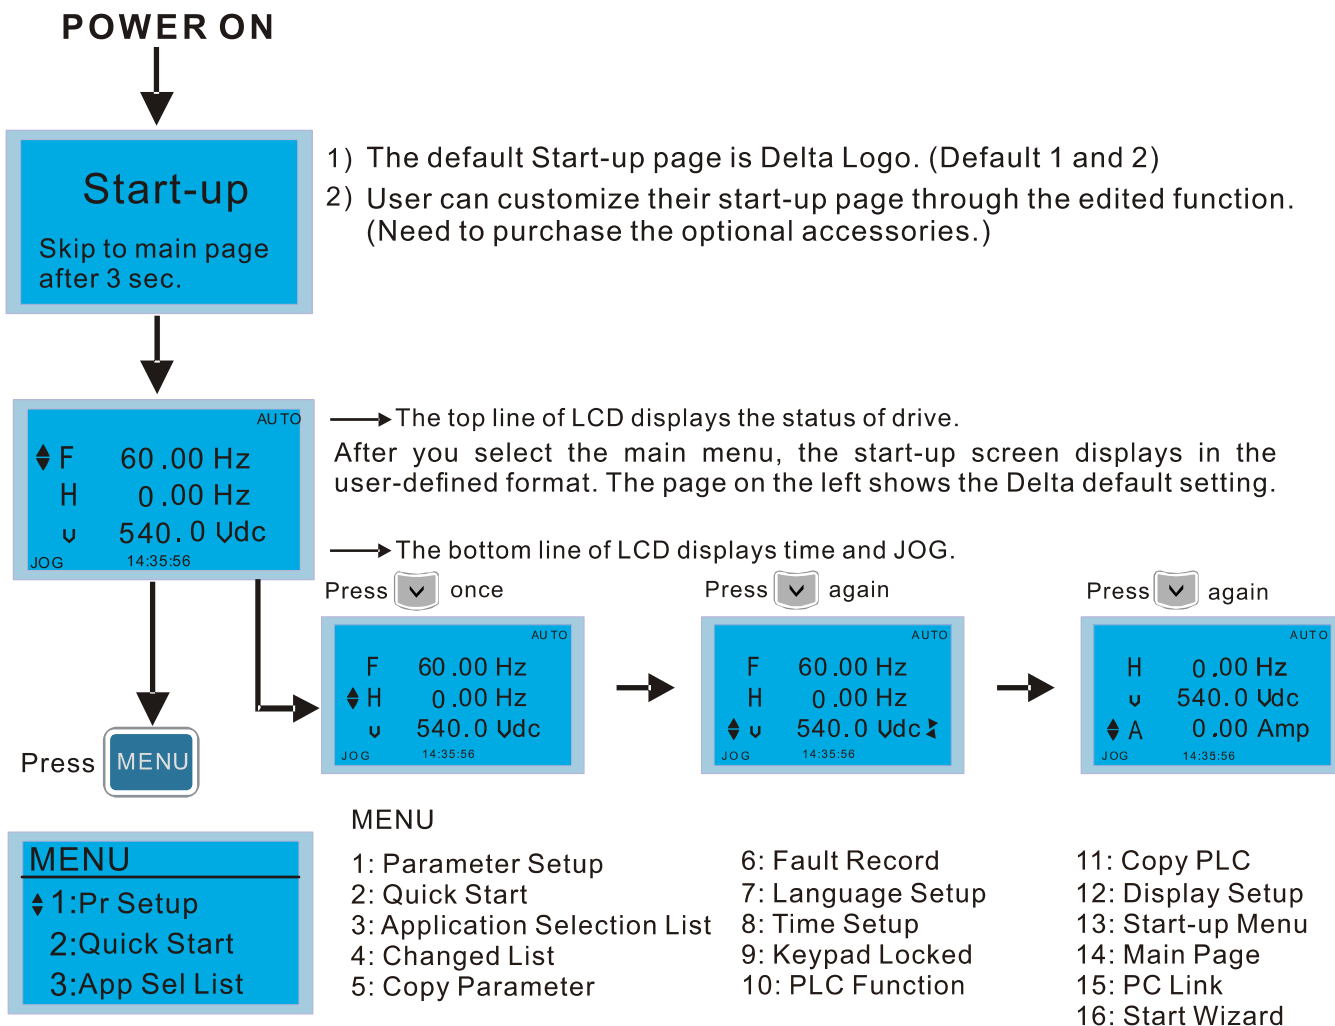 POWER ON
Start-up
Skip to main page
after 3 sec.
1) The default Start-up page is Delta Logo. (Default 1 and 2)
2) User can customize their start-up page through the edited function.
(Need to purchase the optional accessories.)
AUTO
F 60.00 Hz
H 0.00 Hz
υ 540.0 Vdc
JOG 14:35:56
The top line of LCD displays the status of drive.
After you select the main menu, the start-up screen displays in the
user-defined format. The page on the left shows the Delta default setting.
The bottom line of LCD displays time and JOG.
Press once
AUTO
F 60.00 Hz
H 0.00 Hz
υ 540.0 Vdc
JOG 14:35:56
Press again
AUTO
F 60.00 Hz
H 0.00 Hz
υ 540.0 Vdc
JOG 14:35:56
Press again
AUTO
H 0.00 Hz
υ 540.0 Vdc
A 0.00 Amp
JOG 14:35:56
Press MENU
MENU
1:Pr Setup
2:Quick Start
3:App Sel List
MENU
1: Parameter Setup
2: Quick Start
3: Application Selection List
4: Changed List
5: Copy Parameter
6: Fault Record
7: Language Setup
8: Time Setup
9: Keypad Locked
10: PLC Function
11: Copy PLC
12: Display Setup
13: Start-up Menu
14: Main Page
15: PC Link
16: Start Wizard